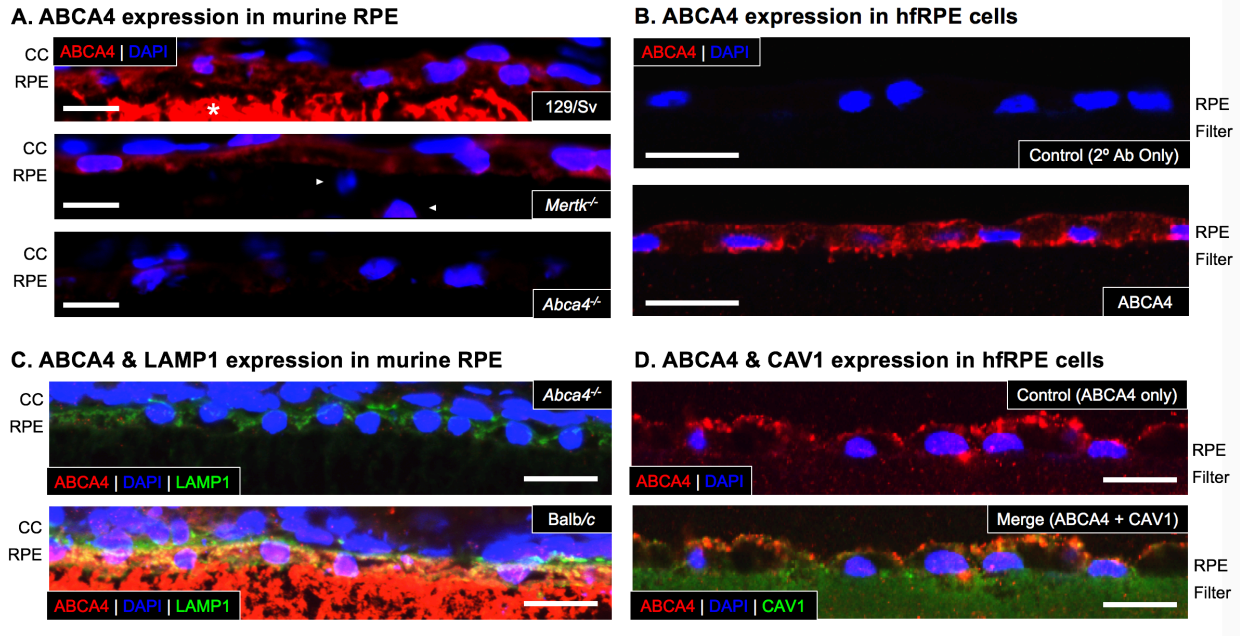 A. ABCA4 expression in murine RPE
CC
RPE
ABCA4 | DAPI
*
129/Sv
CC
RPE
Mertk-/-
CC
RPE
Abca4-/-
B. ABCA4 expression in hfRPE cells
ABCA4 | DAPI
RPE
Filter
Control (2º Ab Only)
RPE
Filter
ABCA4
C. ABCA4 & LAMP1 expression in murine RPE
CC
RPE
Abca4-/-
ABCA4 | DAPI | LAMP1
CC
RPE
Balb/c
ABCA4 | DAPI | LAMP1
D. ABCA4 & CAV1 expression in hfRPE cells
Control (ABCA4 only)
RPE
Filter
ABCA4 | DAPI
Merge (ABCA4 + CAV1)
RPE
Filter
ABCA4 | DAPI | CAV1